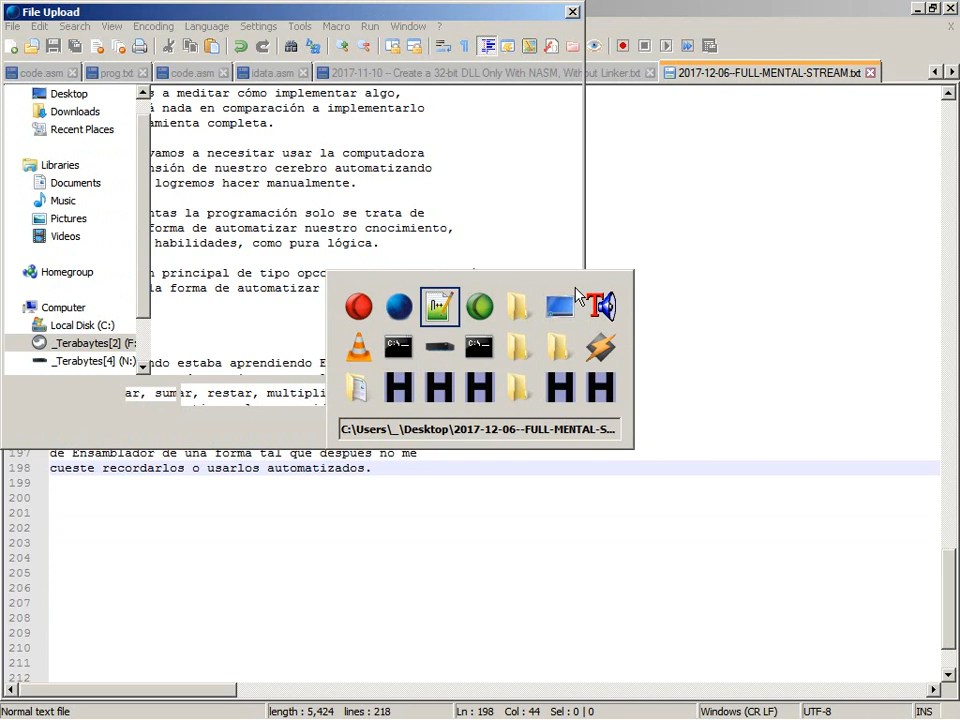 File Upload
File Edit Search View Encoding Language Settings Tools Macro Run Window ?
code.asm
prog.txt
code.asm
idata.asm
2017-11-10 -- Create a 32-bit DLL Only With NASM, Without Linker.txt
2017-12-06--FULL-MENTAL-STREAM.txt
Desktop
Downloads
Recent Places
Libraries
Documents
Music
Pictures
Videos
Homegroup
Computer
Local Disk (C:)
_Terabytes[2] (F:
_Terabytes[4] (N:)
s a meditar cómo implementar algo,
á nada en comparación a implementarlo
amienta completa.
vamos a necesitar usar la computadora
nsión de nuestro cerebro automatizando
logremos hacer manualmente.
ntas la programación solo se trata de
forma de automatizar nuestro cnocimiento,
habilidades, como pura lógica.
n principal de tipo opco
la forma de automatizar
ndo estaba aprendiendo E
ar, sumar, restar, multipli
C:\Users\_\Desktop\2017-12-06--FULL-MENTAL-S...
197 de Ensamblador de una forma tal que después no me
198 cueste recordarlos o usarlos automatizados.
199
200
201
202
203
204
205
206
207
208
209
210
211
212
Normal text file
length : 5,424 lines : 218
Ln : 198 Col : 44 Sel : 0 | 0
Windows (CR LF)
UTF-8
INS